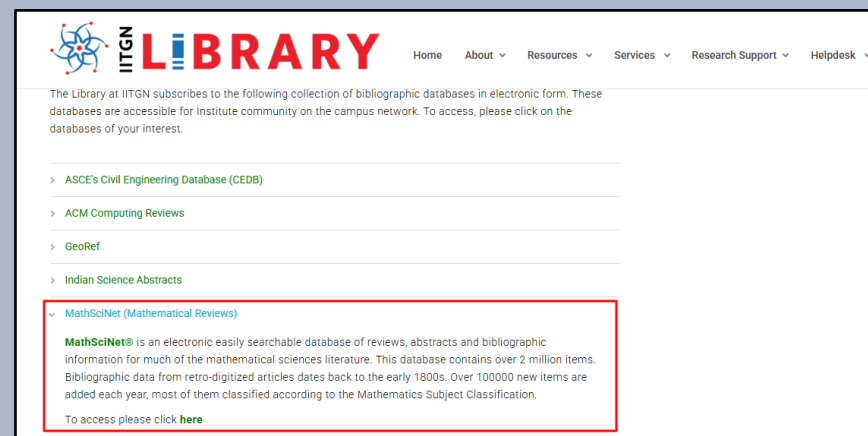 IITGN LiBRARY
Home About Resources Services Research Support Helpdesk
The Library at IITGN subscribes to the following collection of bibliographic databases in electronic form. These
databases are accessible for Institute community on the campus network. To access, please click on the
databases of your interest.
ASCE's Civil Engineering Database (CEDB)
ACM Computing Reviews
GeoRef
Indian Science Abstracts
MathSciNet (Mathematical Reviews)
MathSciNet® is an electronic easily searchable database of reviews, abstracts and bibliographic
information for much of the mathematical sciences literature. This database contains over 2 million items.
Bibliographic data from retro-digitized articles dates back to the early 1800s. Over 100000 new items are
added each year, most of them classified according to the Mathematics Subject Classification.
To access please click here